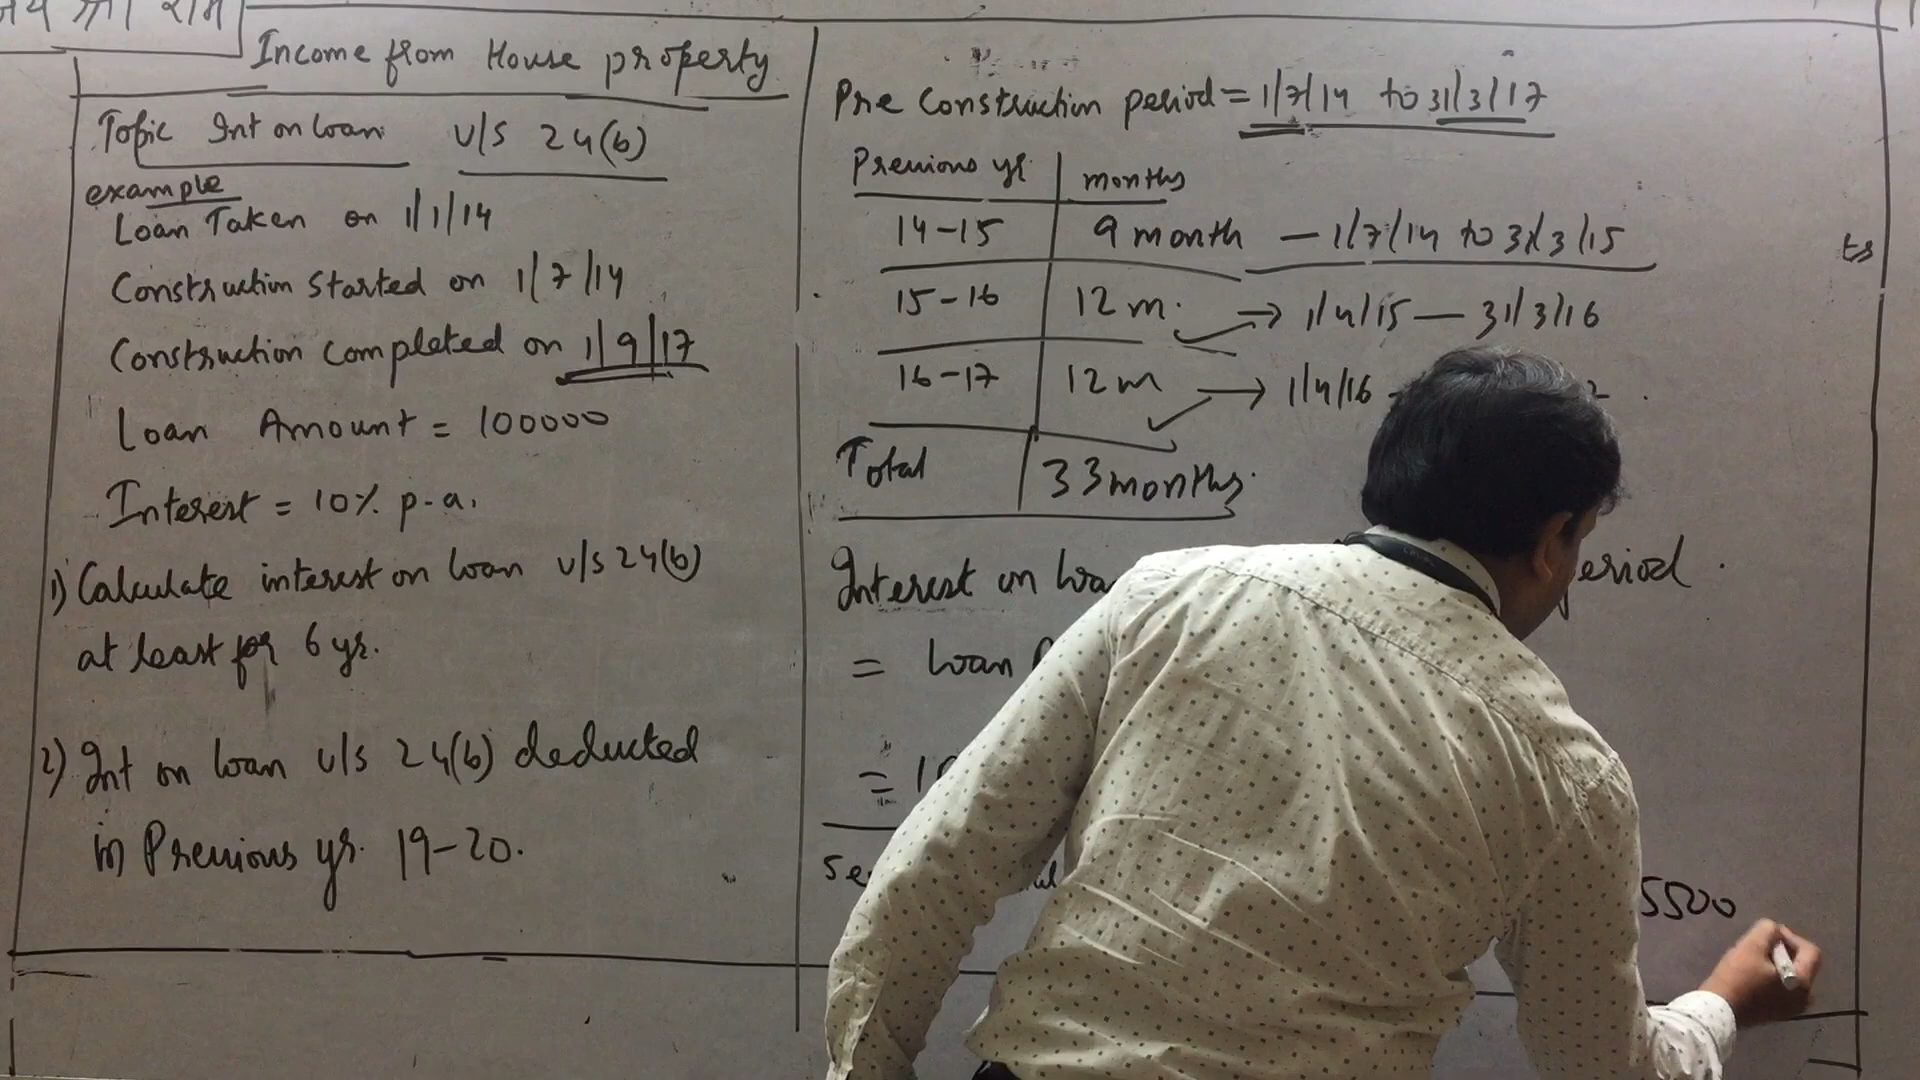 जय श्री राम
Income from House property
Topic Int on loan U/S 24(b)
example
Loan Taken on 1/1/14
Construction Started on 1/7/14
Construction Completed on 1/9/17
Loan Amount = 100000
Interest = 10% p.a.
1) Calculate interest on loan U/S 24(b)
at least for 6 yr.
2) Int on loan U/S 24(b) deducted
in Previous yr. 19-20.
Pre Construction period = 1/7/14 to 31/3/17
Previous yr. months
14-15 9 month — 1/7/14 to 31/3/15
15-16 12 m. → 1/4/15 — 31/3/16
16-17 12 m → 1/4/16
Total 33 months.
Interest on
= loan
5500
ts